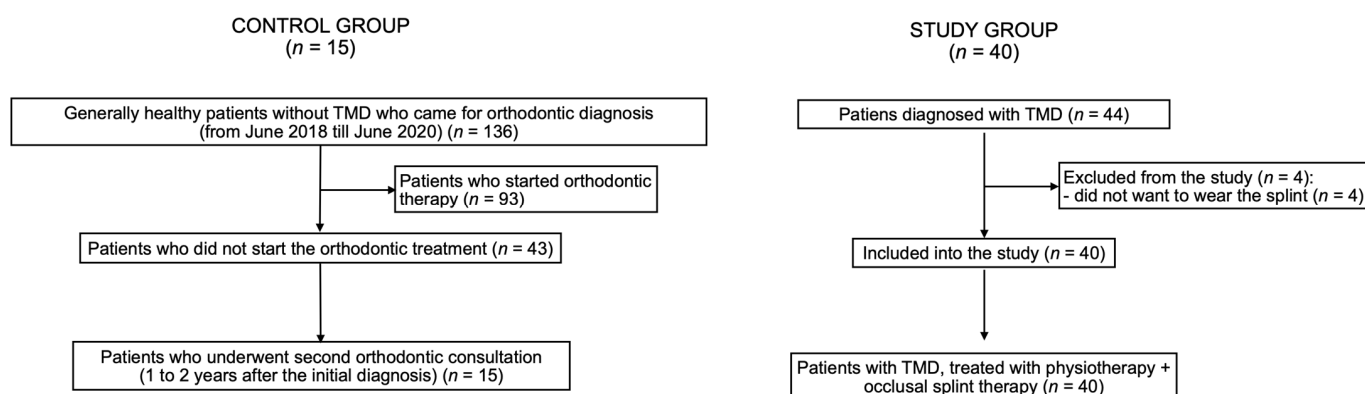 CONTROL GROUP
(n = 15)
Generally healthy patients without TMD who came for orthodontic diagnosis
(from June 2018 till June 2020) (n = 136)
Patients who started orthodontic
therapy (n = 93)
Patients who did not start the orthodontic treatment (n = 43)
Patients who underwent second orthodontic consultation
(1 to 2 years after the initial diagnosis) (n = 15)
STUDY GROUP
(n = 40)
Patiens diagnosed with TMD (n = 44)
Excluded from the study (n = 4):
- did not want to wear the splint (n = 4)
Included into the study (n = 40)
Patients with TMD, treated with physiotherapy +
occlusal splint therapy (n = 40)